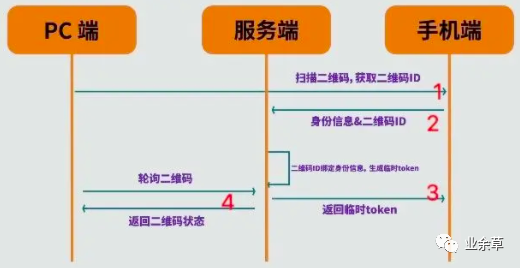 PC 端
服务端
手机端
扫描二维码, 获取二维码ID
1
身份信息&二维码ID
2
二维码ID绑定身份信息, 生成临时token
轮询二维码
4
3
返回二维码状态
返回临时token
业余草